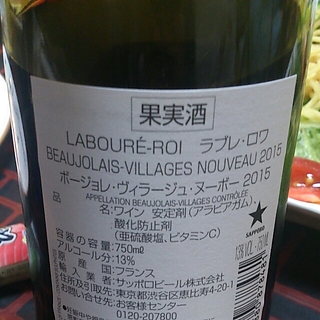 果実酒
LABOURÉ-ROI ラブレ・ロワ
BEAUJOLAIS-VILLAGES NOUVEAU 2015
ボージョレ・ヴィラージュ・ヌーボー 2015
APPELLATION BEAUJOLAIS-VILLAGES CONTRÔLÉE
品名:ワイン 安定剤(アラビアガム)、
酸化防止剤
(亜硫酸塩、ビタミンC)
容器の容量:750mℓ
アルコール分:13%
原産国:フランス
輸入者:サッポロビール株式会社
住所及び引取先:東京都渋谷区恵比寿4-20-1
お問い合せ先:お客様センター
0120-207800
SAPPORO
13% VOL・750ML